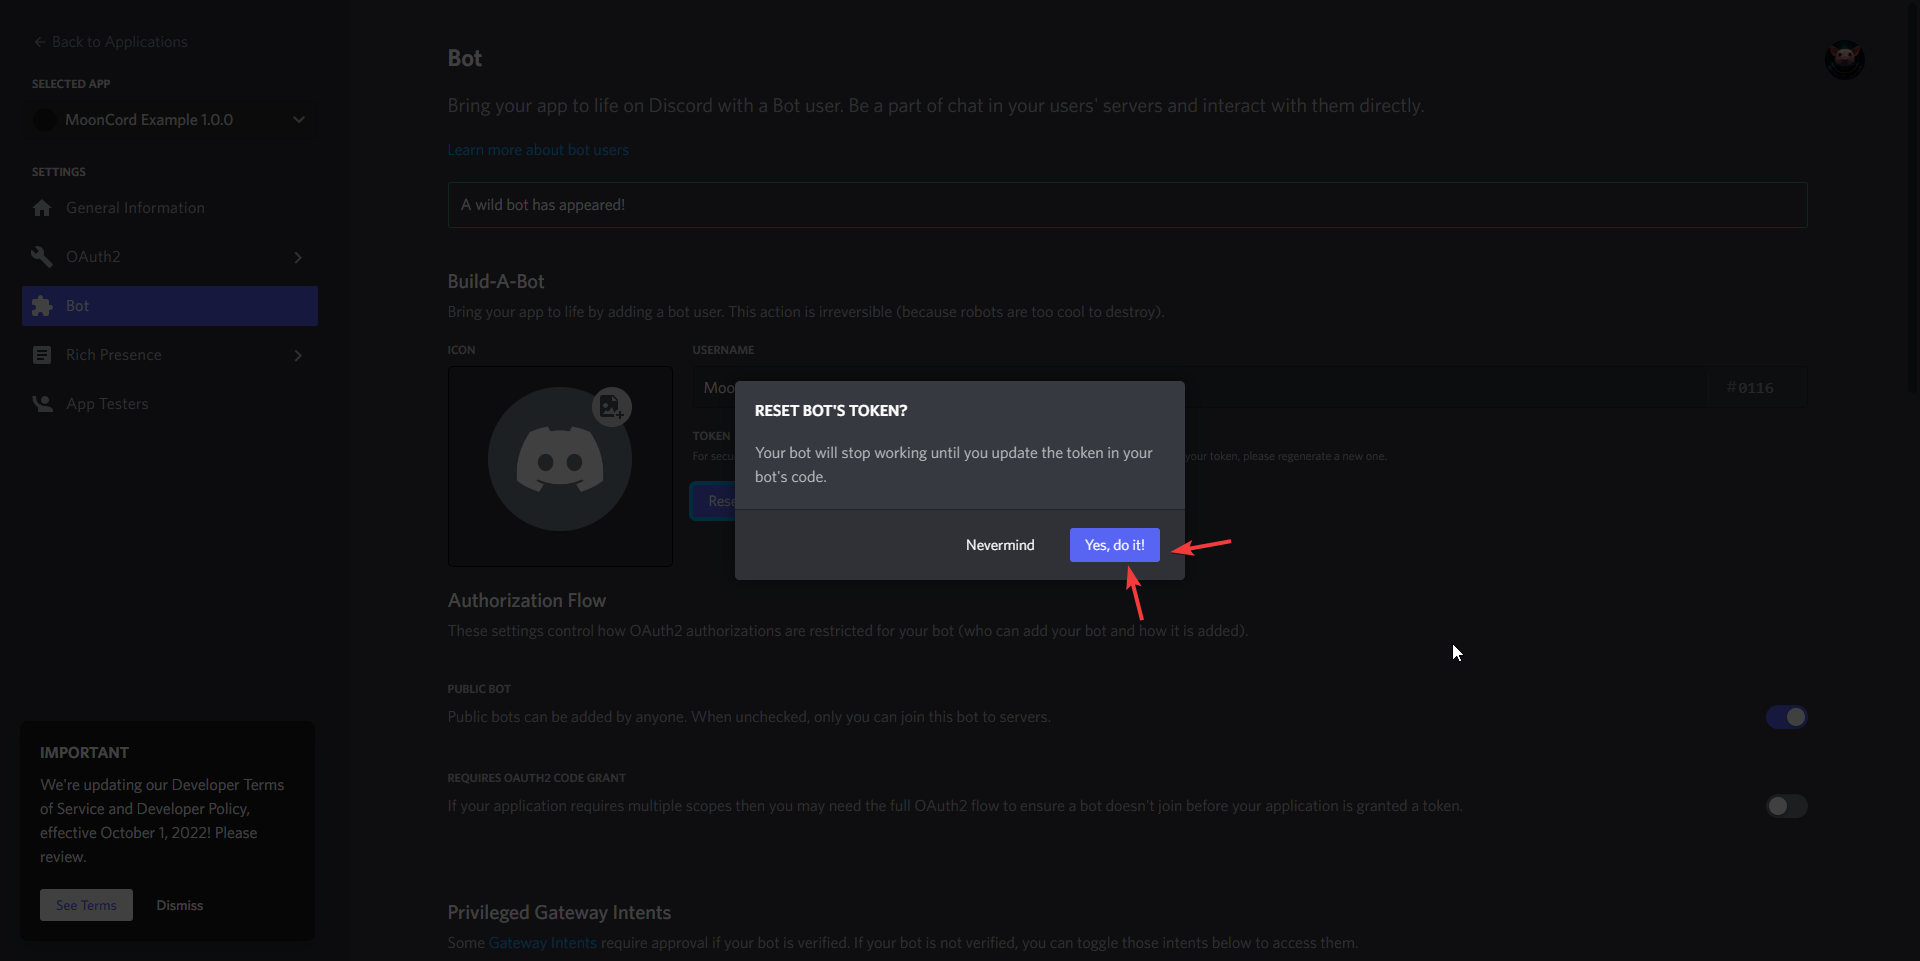 Back to Applications
SELECTED APP
MoonCord Example 1.0.0
SETTINGS
General Information
OAuth2
Bot
Rich Presence
App Testers
IMPORTANT
We're updating our Developer Terms
of Service and Developer Policy,
effective October 1, 2022! Please
review.
See Terms
Dismiss
Bot
Bring your app to life on Discord with a Bot user. Be a part of chat in your users' servers and interact with them directly.
Learn more about bot users
A wild bot has appeared!
Build-A-Bot
Bring your app to life by adding a bot user. This action is irreversible (because robots are too cool to destroy).
ICON
USERNAME
Moo
#0116
TOKEN
For secu
your token, please regenerate a new one.
Rese
RESET BOT'S TOKEN?
Your bot will stop working until you update the token in your
bot's code.
Nevermind
Yes, do it!
Authorization Flow
These settings control how OAuth2 authorizations are restricted for your bot (who can add your bot and how it is added).
PUBLIC BOT
Public bots can be added by anyone. When unchecked, only you can join this bot to servers.
REQUIRES OAUTH2 CODE GRANT
If your application requires multiple scopes then you may need the full OAuth2 flow to ensure a bot doesn't join before your application is granted a token.
Privileged Gateway Intents
Some Gateway Intents require approval if your bot is verified. If your bot is not verified, you can toggle those intents below to access them.